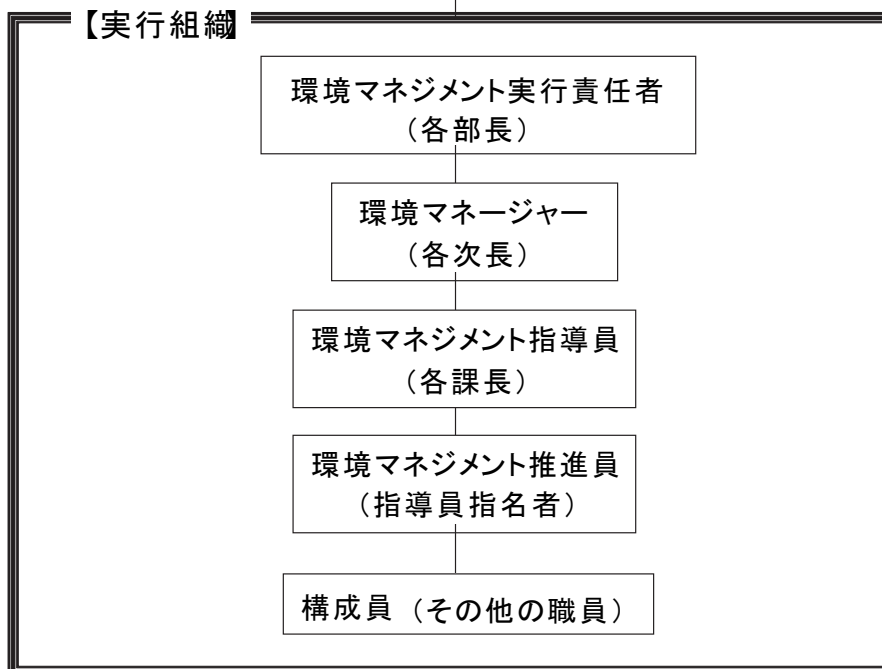 【実行組織】
環境マネジメント実行責任者
（各部長）
環境マネージャー
（各次長）
環境マネジメント指導員
（各課長）
環境マネジメント推進員
（指導員指名者）
構成員（その他の職員）